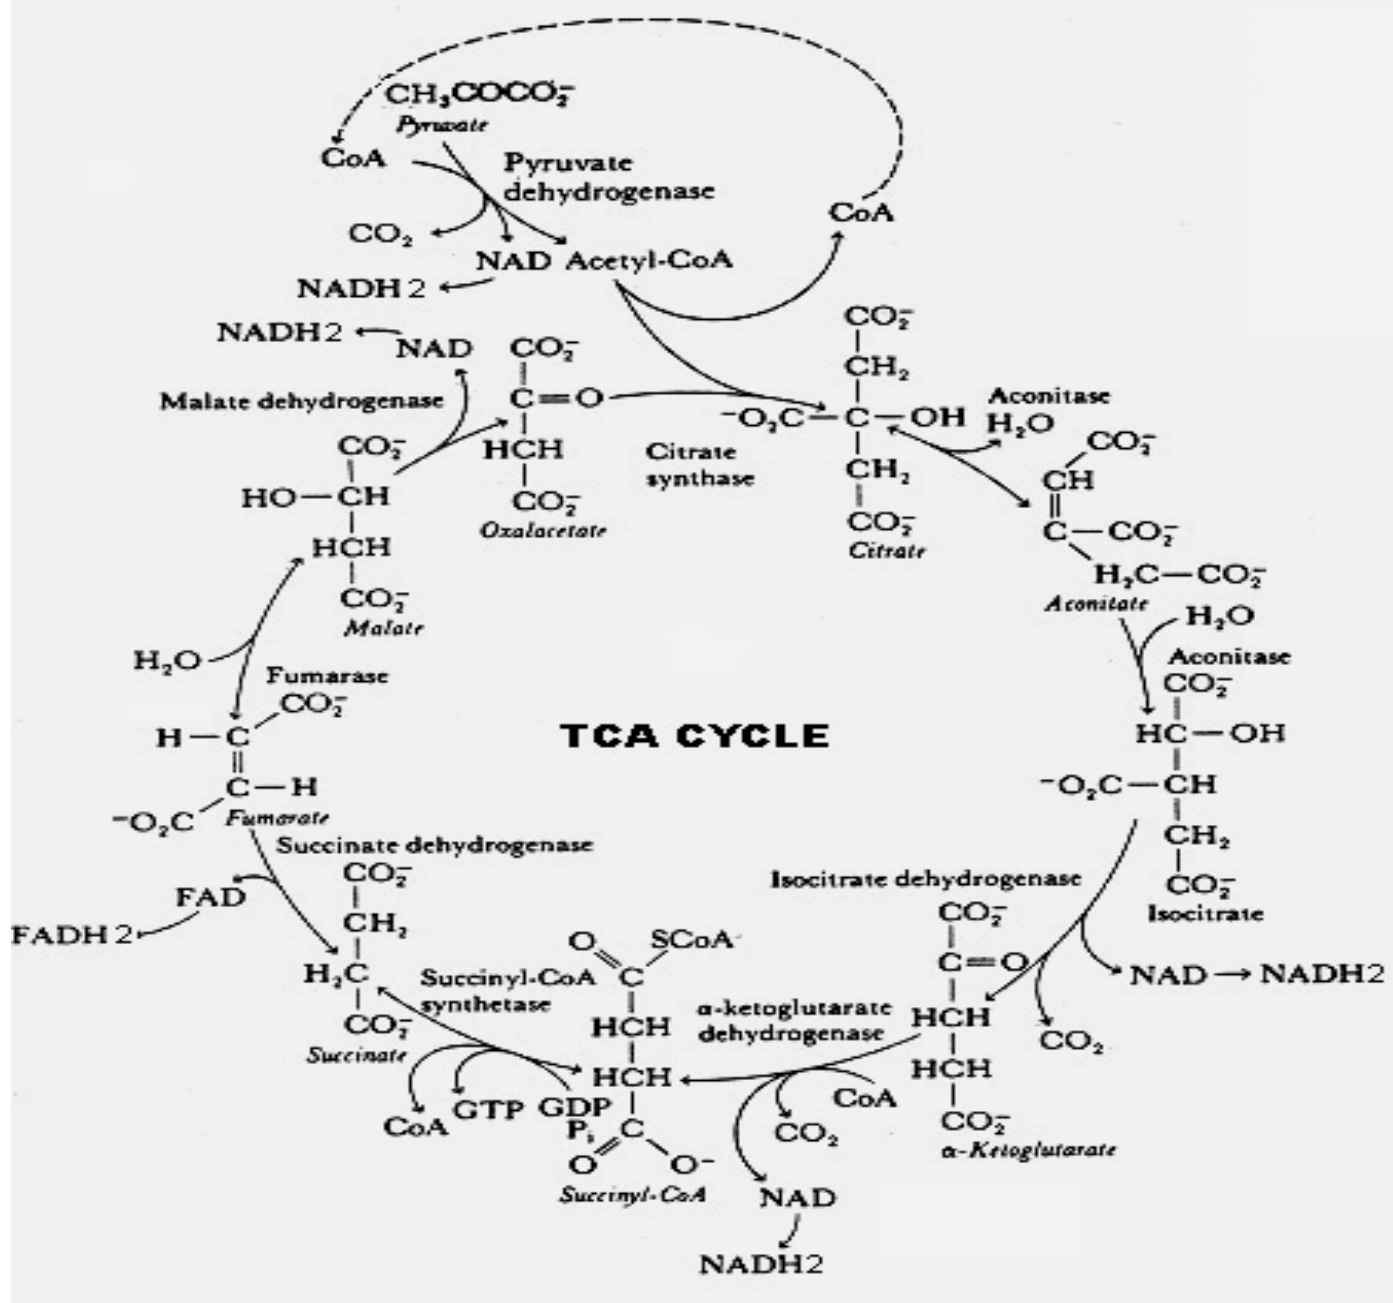 CH₃COCO₂⁻
Pyruvate
CoA
Pyruvate
dehydrogenase
CoA
CO₂
NAD Acetyl-CoA
NADH2
NADH2
NAD
CO₂⁻
C=O
HCH
CO₂⁻
Oxalacetate
Malate dehydrogenase
Citrate
synthase
CO₂⁻
CH₂
⁻O₂C—C—OH
CH₂
CO₂⁻
Citrate
Aconitase
H₂O
CO₂⁻
CH
C—CO₂⁻
H₂C—CO₂⁻
Aconitate
H₂O
Aconitase
CO₂⁻
HC—OH
⁻O₂C—CH
CH₂
CO₂⁻
Isocitrate
CO₂⁻
HO—CH
HCH
CO₂⁻
Malate
H₂O
Fumarase
CO₂⁻
H—C
C—H
⁻O₂C
Fumarate
TCA CYCLE
Succinate dehydrogenase
FAD
FADH2
CO₂⁻
CH₂
H₂C
CO₂⁻
Succinate
Succinyl-CoA
synthetase
CoA
GTP
GDP
Pi
O
SCoA
C
HCH
HCH
C
O
O⁻
Succinyl-CoA
α-ketoglutarate
dehydrogenase
CoA
CO₂
NAD
NADH2
Isocitrate dehydrogenase
CO₂⁻
C=O
HCH
HCH
CO₂⁻
α-Ketoglutarate
NAD → NADH2
CO₂